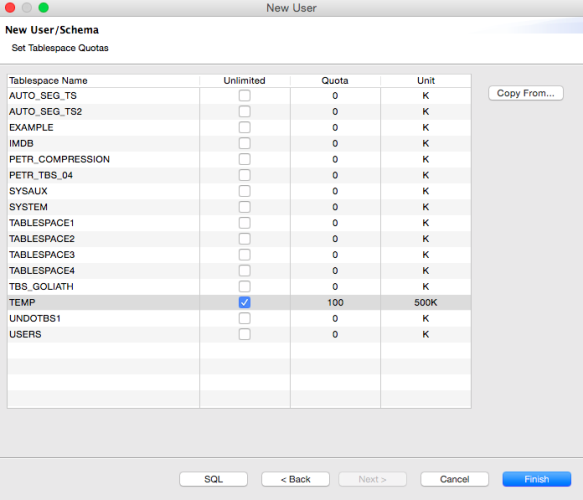 New User
New User/Schema
Set Tablespace Quotas
Tablespace Name Unlimited Quota Unit
Copy From...
AUTO_SEG_TS 0 K
AUTO_SEG_TS2 0 K
EXAMPLE 0 K
IMDB 0 K
PETR_COMPRESSION 0 K
PETR_TBS_04 0 K
SYSAUX 0 K
SYSTEM 0 K
TABLESPACE1 0 K
TABLESPACE2 0 K
TABLESPACE3 0 K
TABLESPACE4 0 K
TBS_GOLIATH 0 K
TEMP 100 500K
UNDOTBS1 0 K
USERS 0 K
SQL < Back Next > Cancel Finish